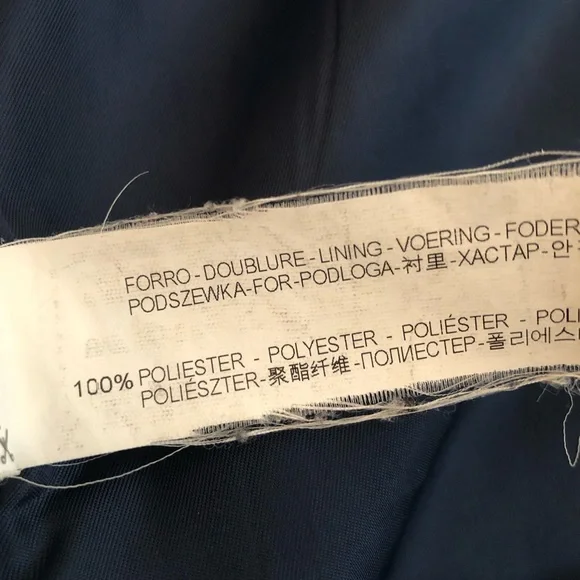 FORRO-DOUBLURE-LINING-VOERING-FODER
PODSZEWKA-FOR-PODLOGA-衬里-ХАСТАР-안
100% POLIESTER - POLYESTER - POLIÉSTER - POLI
POLIÉSZTER-聚酯纤维-ПОЛИЕСТЕР-폴리에스